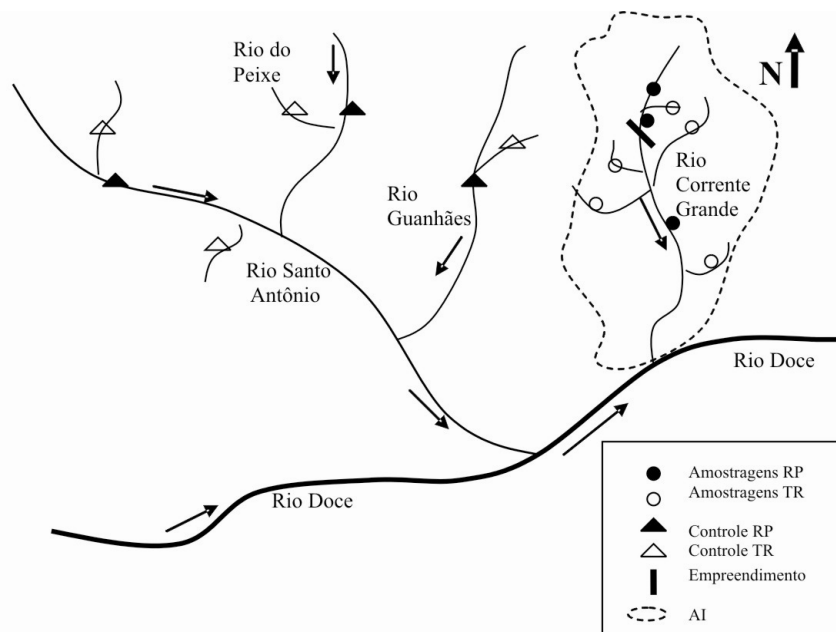 Rio do
Peixe
N
Rio
Guanhães
Rio
Corrente
Grande
Rio Santo
Antônio
Rio Doce
Rio Doce
Amostragens RP
Amostragens TR
Controle RP
Controle TR
Empreendimento
AI